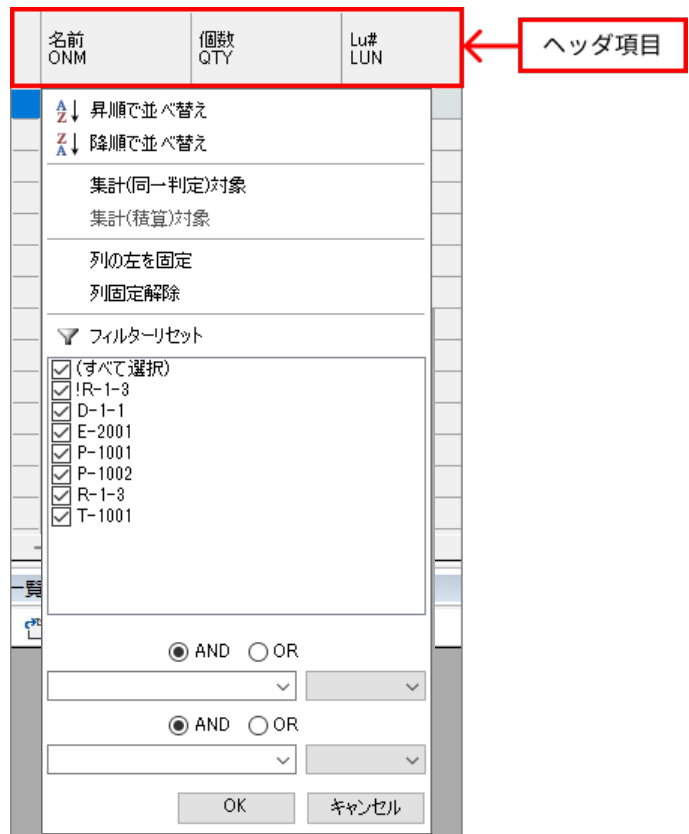 名前 個数 Lu#
ONM QTY LUN
ヘッダ項目
昇順で並べ替え
降順で並べ替え
集計(同一判定)対象
集計(積算)対象
列の左を固定
列固定解除
フィルターリセット
(すべて選択)
!R-1-3
D-1-1
E-2001
P-1001
P-1002
R-1-3
T-1001
一覧
AND OR
AND OR
OK キャンセル